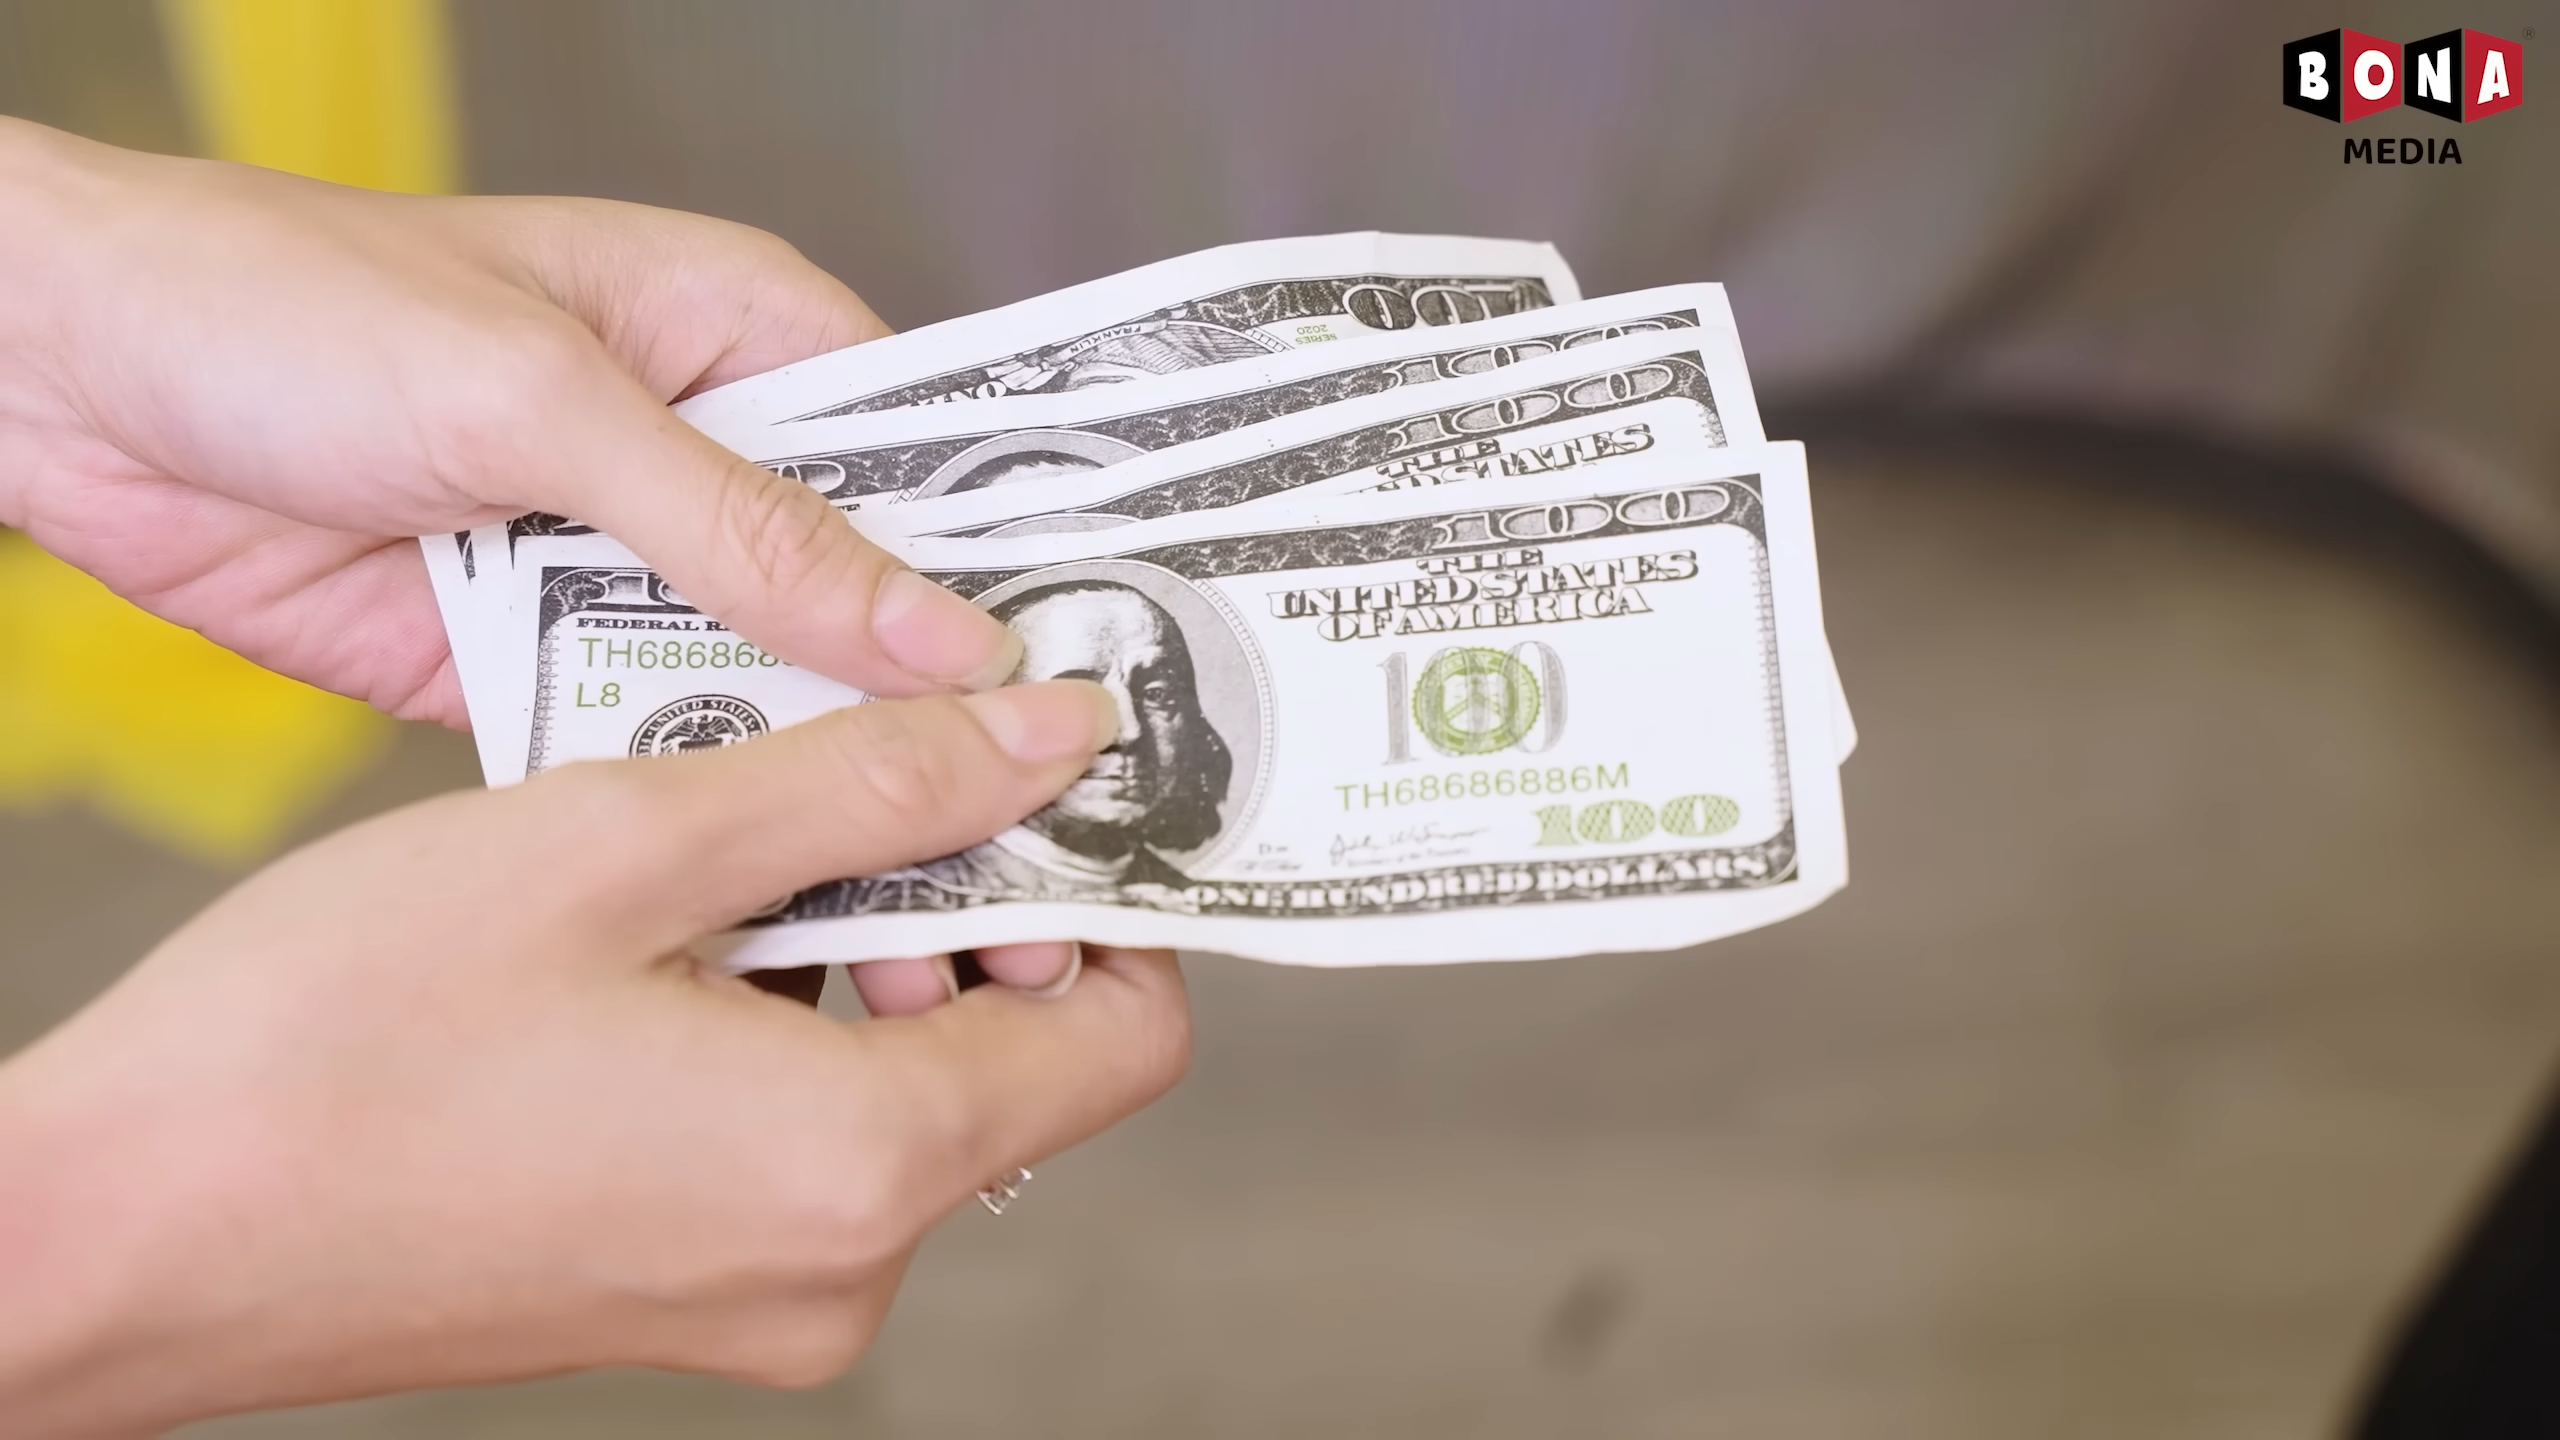 BONA
MEDIA
100
FRANKLIN
SERIES
2020
100
100
THE
100
THE
UNITED STATES
OF AMERICA
FEDERAL R
TH686868
L8
UNITED STATES
100
TH68686886M
100
ONE HUNDRED DOLLARS